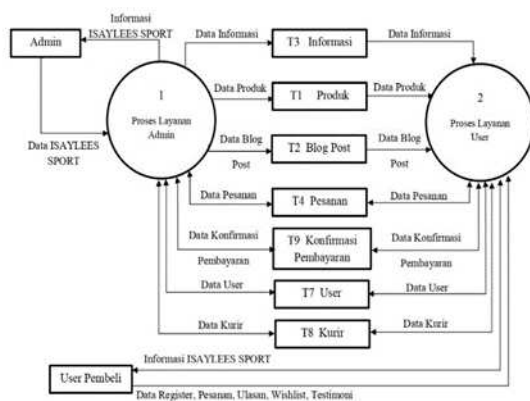 Informasi
ISAYLEES SPORT
Admin
Data ISAYLEES
SPORT
1
Proses Layanan
Admin
Data Informasi
T3 Informasi
Data Informasi
Data Produk
T1 Produk
Data Produk
2
Proses Layanan
User
Data Blog
Post
T2 Blog Post
Data Blog
Post
Data Pesanan
T4 Pesanan
Data Pesanan
Data Konfirmasi
Pembayaran
T9 Konfirmasi
Pembayaran
Data Konfirmasi
Pembayaran
Data User
T7 User
Data User
Data Kurir
T8 Kurir
Data Kurir
Informasi ISAYLEES SPORT
User Pembeli
Data Register, Pesanan, Ulasan, Wishlist, Testimoni